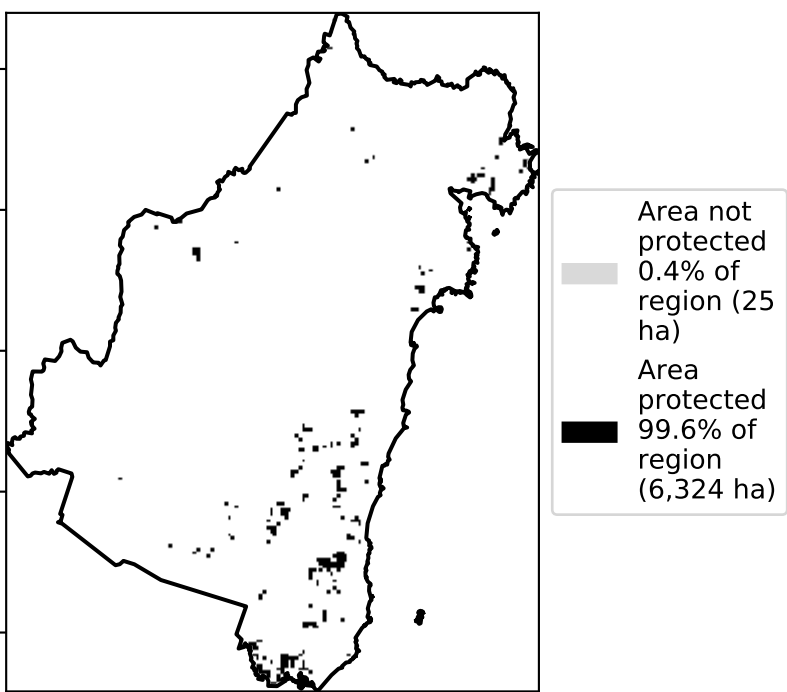 Area not
protected
0.4% of
region (25
ha)
Area
protected
99.6% of
region
(6,324 ha)